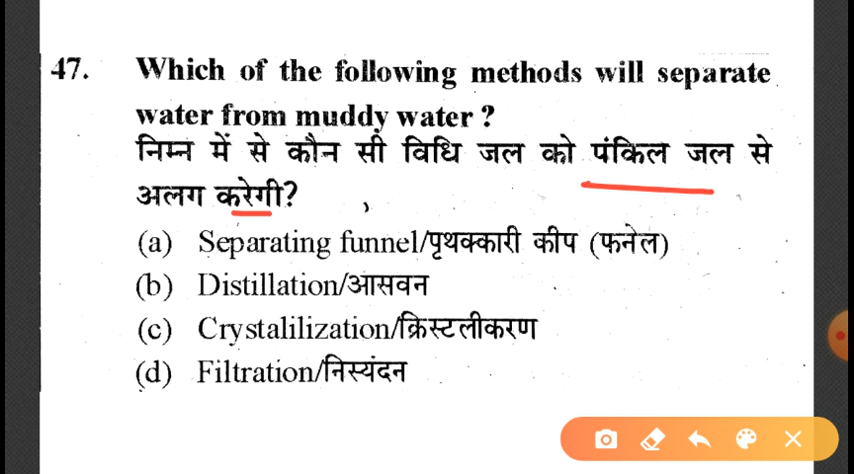 47. Which of the following methods will separate
water from muddy water ?
निम्न में से कौन सी विधि जल को पंकिल जल से
अलग करेगी?
(a) Separating funnel/पृथक्कारी कीप (फनेल)
(b) Distillation/आसवन
(c) Crystalilization/क्रिस्टलीकरण
(d) Filtration/निस्यंदन